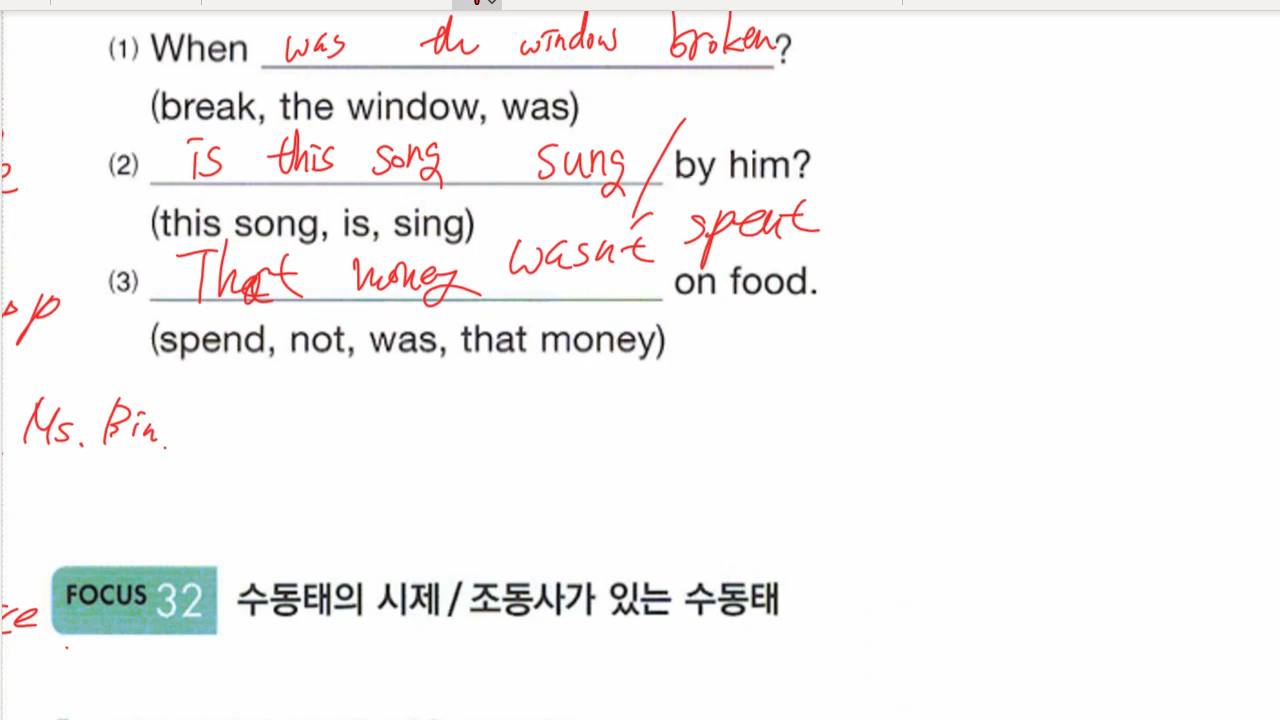 (1) When was the window broken?
(break, the window, was)
(2) is this song sung / by him?
(this song, is, sing)
wasn't spent
(3) That money on food.
(spend, not, was, that money)
op
Ms. Bin.
FOCUS 32 수동태의 시제 / 조동사가 있는 수동태